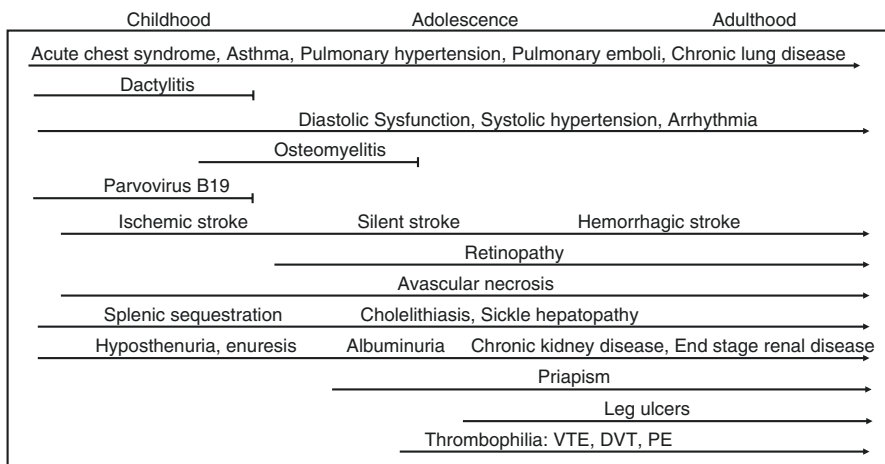 Childhood Adolescence Adulthood
Acute chest syndrome, Asthma, Pulmonary hypertension, Pulmonary emboli, Chronic lung disease
Dactylitis
Diastolic Sysfunction, Systolic hypertension, Arrhythmia
Osteomyelitis
Parvovirus B19
Ischemic stroke Silent stroke Hemorrhagic stroke
Retinopathy
Avascular necrosis
Splenic sequestration Cholelithiasis, Sickle hepatopathy
Hyposthenuria, enuresis Albuminuria Chronic kidney disease, End stage renal disease
Priapism
Leg ulcers
Thrombophilia: VTE, DVT, PE